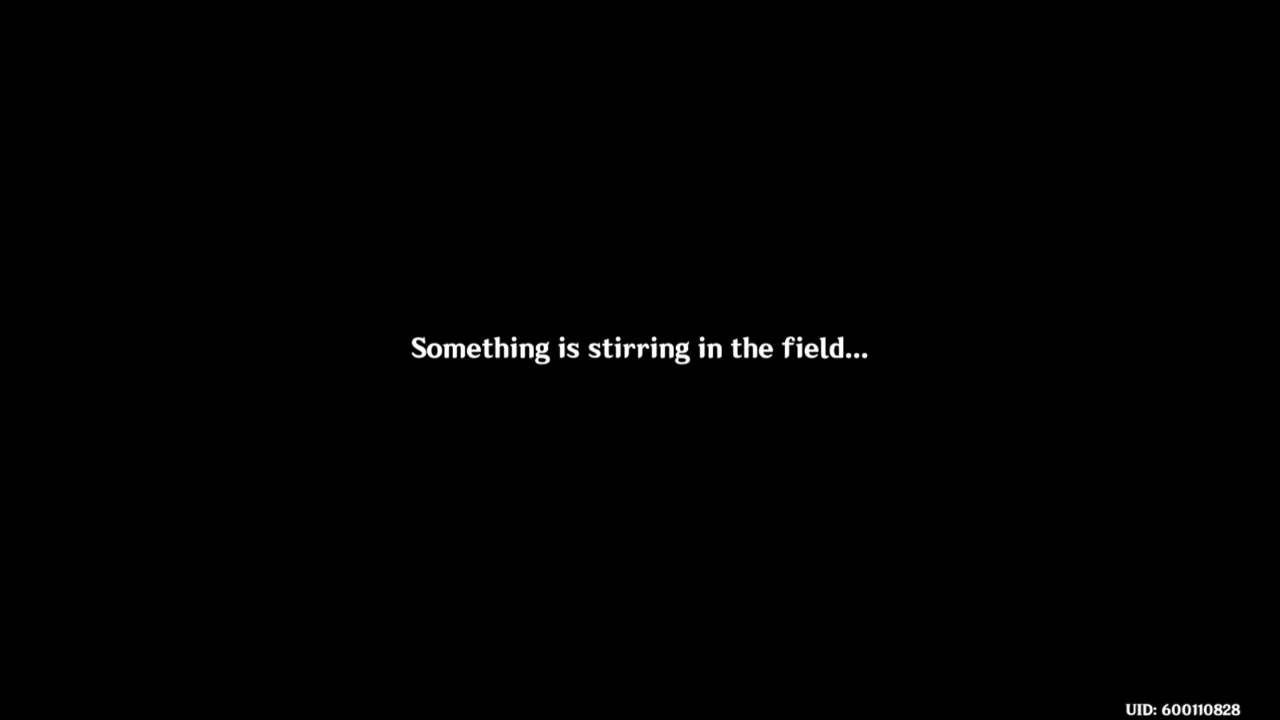 Something is stirring in the field...
UID: 600110828